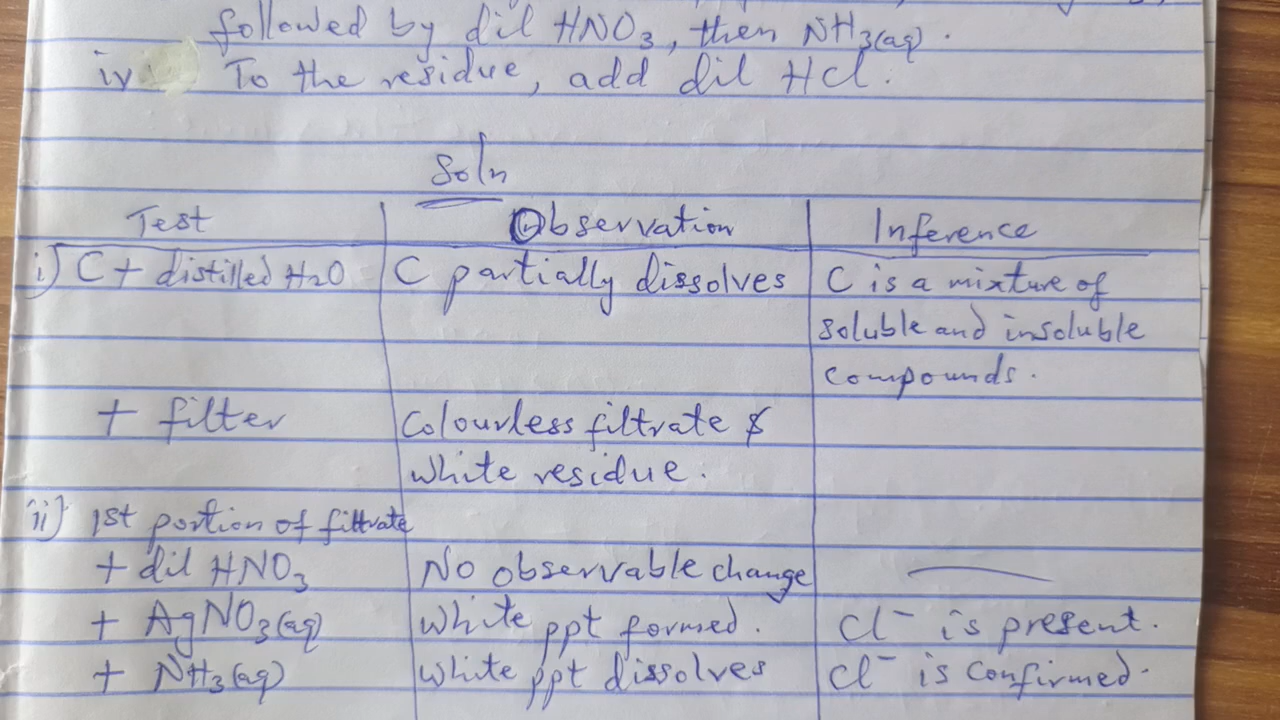 followed by dil HNO3, then NH3(aq).
iv To the residue, add dil HCl.
Soln
Test Observation Inference
i) C + distilled H2O C partially dissolves C is a mixture of
soluble and insoluble
compounds.
+ filter Colourless filtrate &
white residue.
ii) 1st portion of filtrate
+ dil HNO3 No observable change —
+ AgNO3(aq) White ppt formed. Cl⁻ is present.
+ NH3(aq) White ppt dissolves Cl⁻ is confirmed.